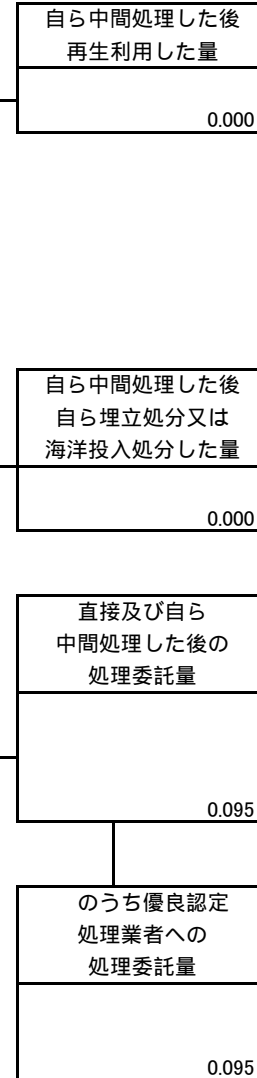 自ら中間処理した後
再生利用した量
0.000
自ら中間処理した後
自ら埋立処分又は
海洋投入処分した量
0.000
直接及び自ら
中間処理した後の
処理委託量
0.095
のうち優良認定
処理業者への
処理委託量
0.095